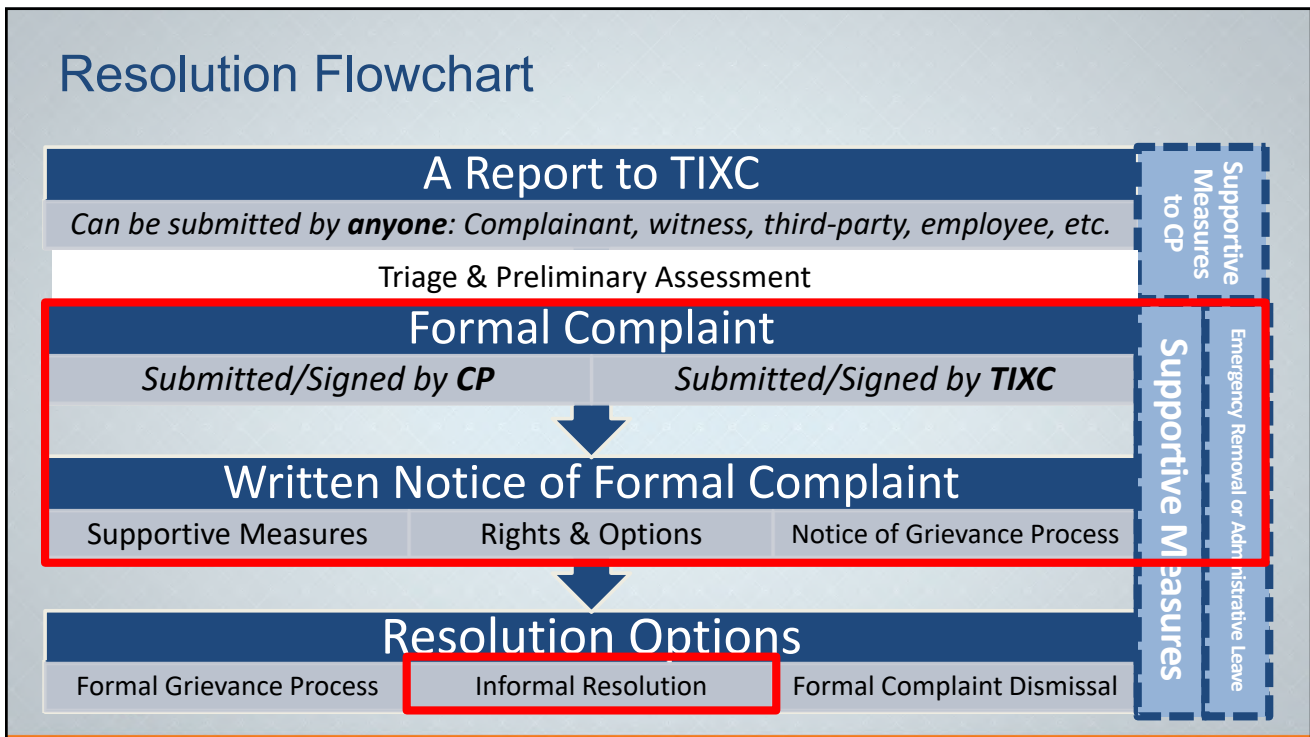 Resolution Flowchart
A Report to TIXC
Can be submitted by anyone: Complainant, witness, third-party, employee, etc.
Triage & Preliminary Assessment
Supportive
Measures
to CP
Formal Complaint
Submitted/Signed by CP
Submitted/Signed by TIXC
Written Notice of Formal Complaint
Supportive Measures
Rights & Options
Notice of Grievance Process
Resolution Options
Formal Grievance Process
Informal Resolution
Formal Complaint Dismissal
Supportive Measures
Emergency Removal or Administrative Leave